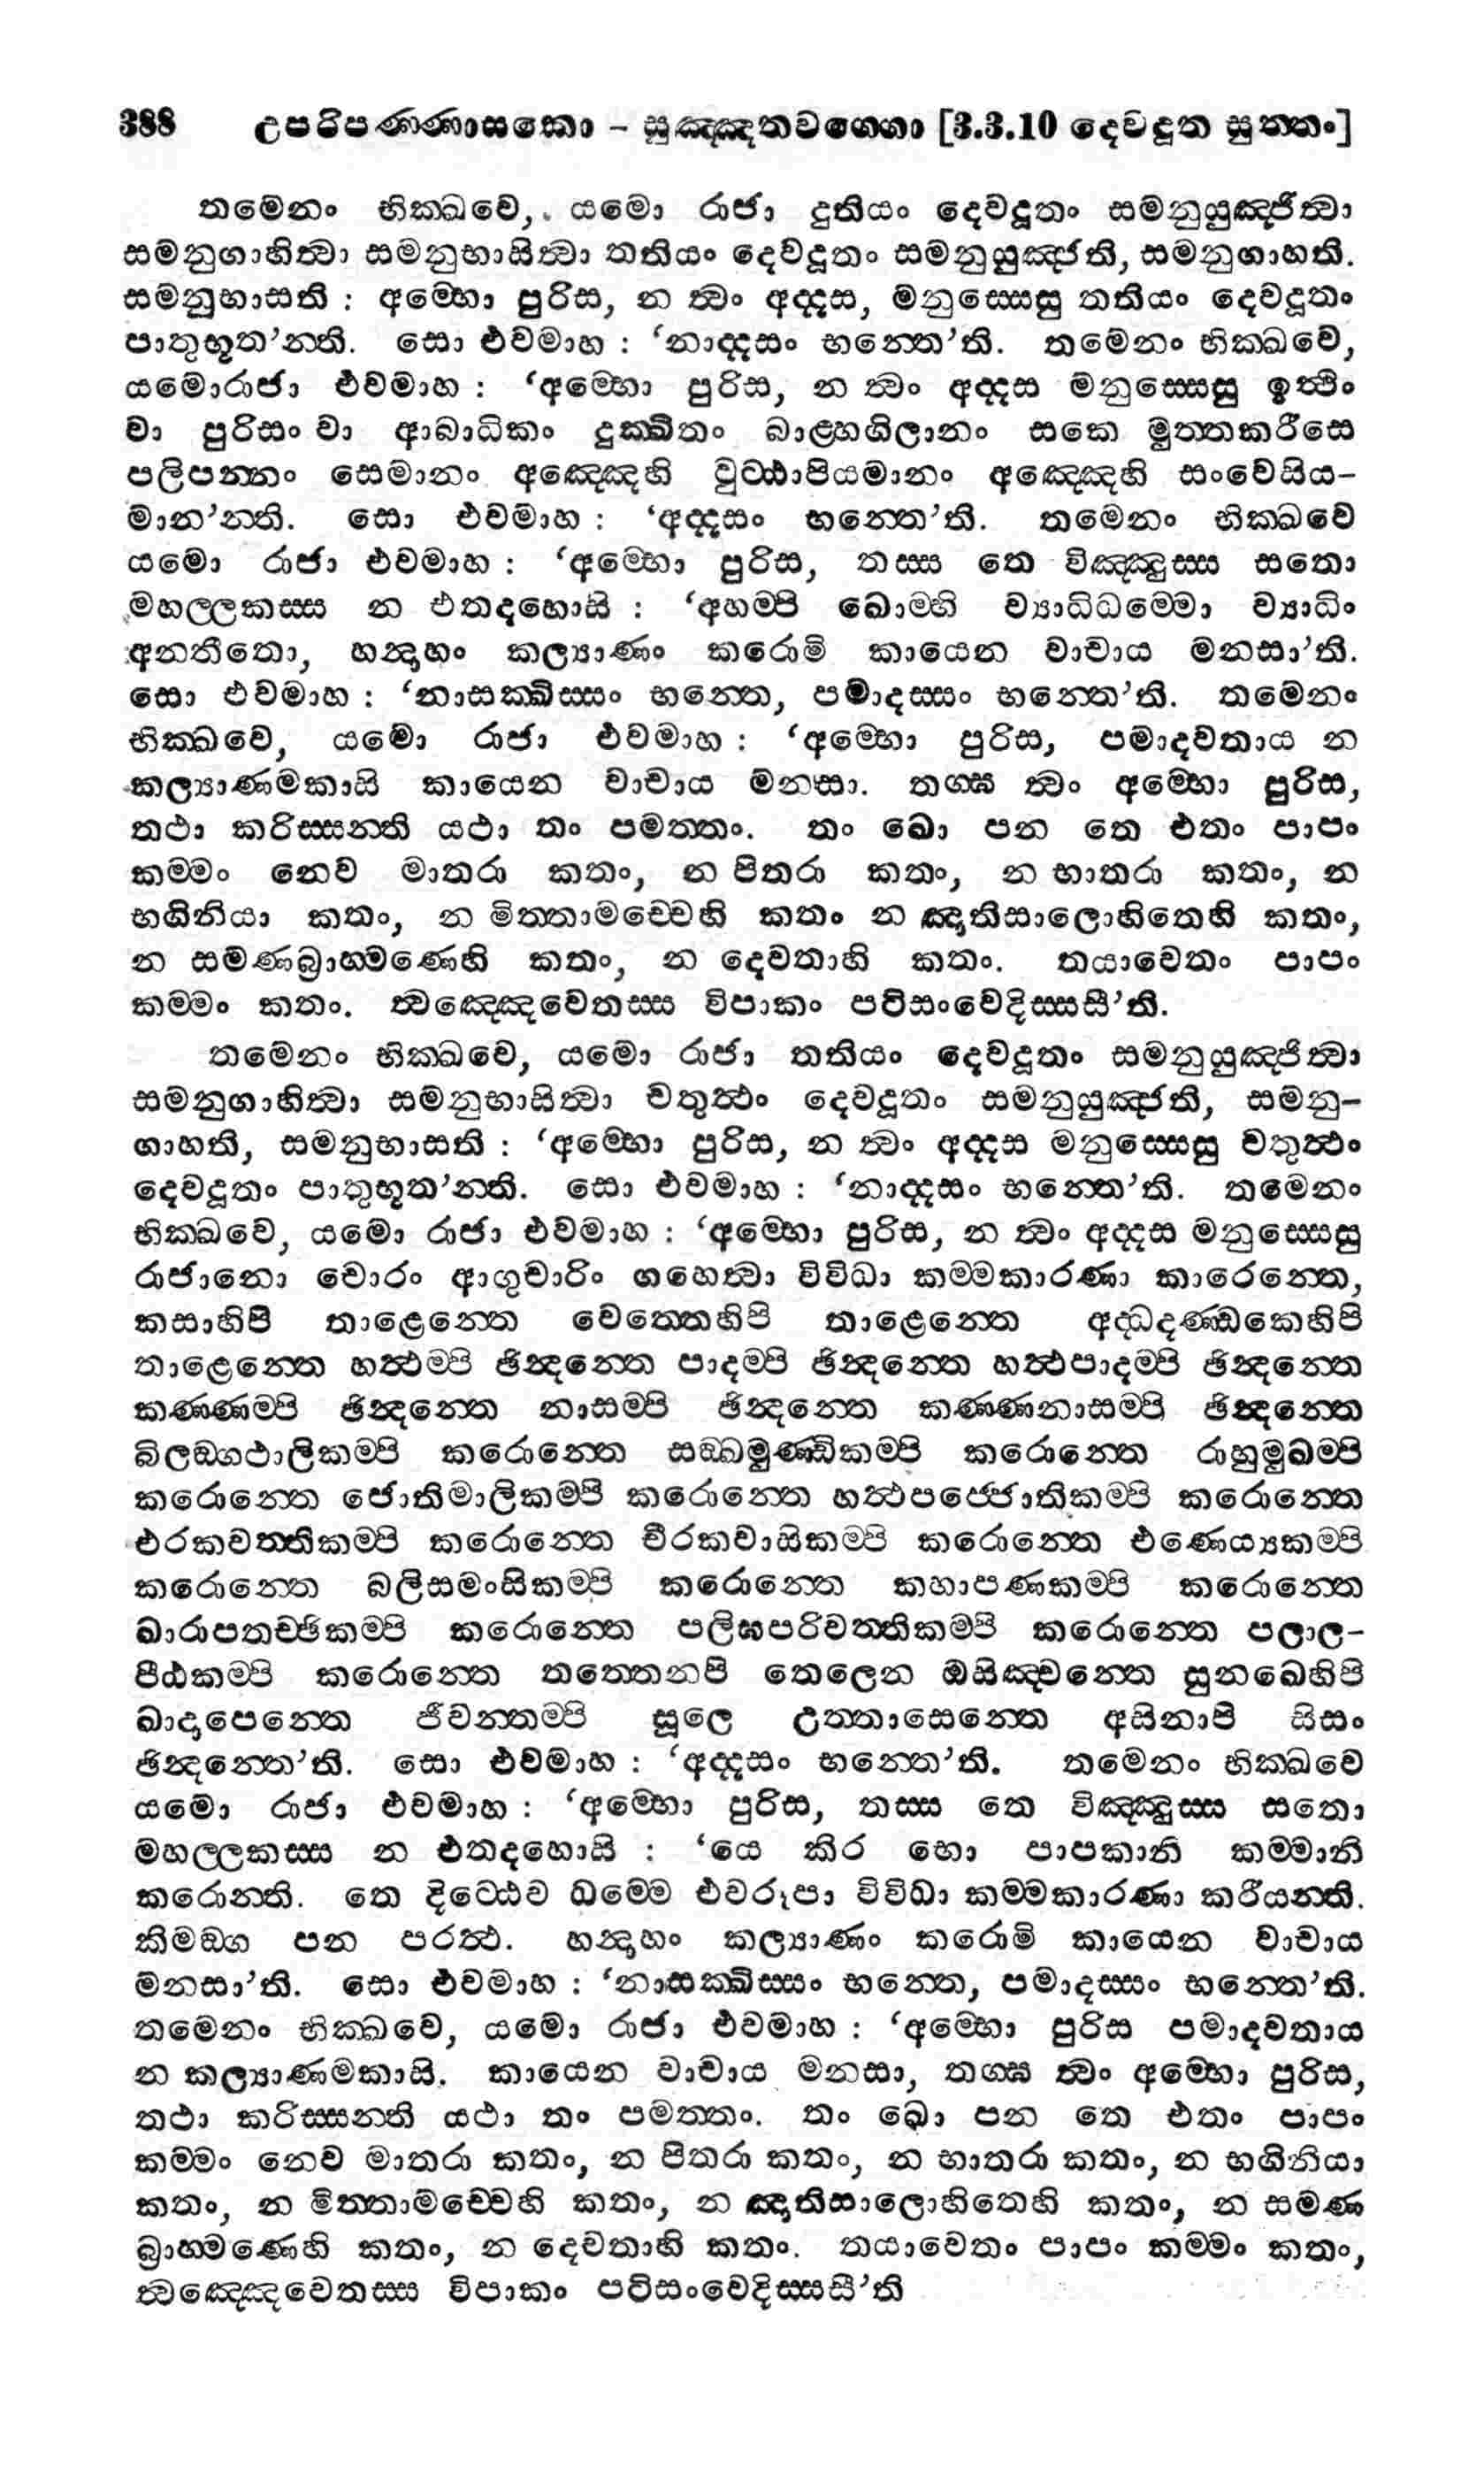 388 උපරිපණ්ණාසකො – සුඤ්ඤතවග්ගො [3.3.10 දෙවදූත සුත්තං]
තමෙනං භික්ඛවෙ, යමො රාජා දුතියං දෙවදූතං සමනුයුඤ්ජිත්වා
සමනුගාහිත්වා සමනුභාසිත්වා තතියං දෙවදූතං සමනුයුඤ්ජති, සමනුගාහති.
සමනුභාසති : අම්භො පුරිස, න ත්වං අද්දස, මනුස්සෙසු තතියං දෙවදූතං
පාතුභූත’න්ති. සො එවමාහ : ‘නාද්දසං භන්තෙ’ති. තමෙනං භික්ඛවෙ,
යමොරාජා එවමාහ : ‘අම්භො පුරිස, න ත්වං අද්දස මනුස්සෙසු ඉත්ථිං
වා පුරිසං වා ආබාධිකං දුක්ඛිතං බාළ්හගිලානං සකෙ මුත්තකරීසෙ
පලිපන්නං සෙමානං අඤ්ඤෙහි වුට්ඨාපියමානං අඤ්ඤෙහි සංවෙසිය-
මාන’න්ති. සො එවමාහ : ‘අද්දසං භන්තෙ’ති. තමෙනං භික්ඛවෙ
යමො රාජා එවමාහ : ‘අම්භො පුරිස, තස්ස තෙ විඤ්ඤුස්ස සතො
මහල්ලකස්ස න එතදහොසි : ‘අහම්පි ඛොම්හි ව්‍යාධිධම්මො ව්‍යාධිං
අනතීතො, හන්දාහං කල්‍යාණං කරොමි කායෙන වාචාය මනසා’ති.
සො එවමාහ : ‘නාසක්ඛිස්සං භන්තෙ, පමාදස්සං භන්තෙ’ති. තමෙනං
භික්ඛවෙ, යමො රාජා එවමාහ : ‘අම්භො පුරිස, පමාදවතාය න
කල්‍යාණමකාසි කායෙන වාචාය මනසා. තග්ඝ ත්වං අම්භො පුරිස,
තථා කරිස්සන්ති යථා තං පමත්තං. තං ඛො පන තෙ එතං පාපං
කම්මං නෙව මාතරා කතං, න පිතරා කතං, න භාතරා කතං, න
භගිනියා කතං, න මිත්තාමච්චෙහි කතං න ඤාතිසාලොහිතෙහි කතං,
න සමණබ්‍රාහ්මණෙහි කතං, න දෙවතාහි කතං. තයාවෙතං පාපං
කම්මං කතං. ත්වඤ්ඤෙවෙතස්ස විපාකං පටිසංවෙදිස්සසී’ති.
තමෙනං භික්ඛවෙ, යමො රාජා තතියං දෙවදූතං සමනුයුඤ්ජිත්වා
සමනුගාහිත්වා සමනුභාසිත්වා චතුත්ථං දෙවදූතං සමනුයුඤ්ජති, සමනු-
ගාහති, සමනුභාසති : ‘අම්භො පුරිස, න ත්වං අද්දස මනුස්සෙසු චතුත්ථං
දෙවදූතං පාතුභූත’න්ති. සො එවමාහ : ‘නාද්දසං භන්තෙ’ති. තමෙනං
භික්ඛවෙ, යමො රාජා එවමාහ : ‘අම්භො පුරිස, න ත්වං අද්දස මනුස්සෙසු
රාජානො චොරං ආගුචාරිං ගහෙත්වා විවිධා කම්මකාරණා කාරෙන්තෙ,
කසාහිපි තාළෙන්තෙ වෙත්තෙහිපි තාළෙන්තෙ අද්ධදණ්ඩකෙහිපි
තාළෙන්තෙ හත්ථම්පි ඡින්දන්තෙ පාදම්පි ඡින්දන්තෙ හත්ථපාදම්පි ඡින්දන්තෙ
කණ්ණම්පි ඡින්දන්තෙ නාසම්පි ඡින්දන්තෙ කණ්ණනාසම්පි ඡින්දන්තෙ
බිලඞ්ගථාලිකම්පි කරොන්තෙ සඞ්ඛමුණ්ඩිකම්පි කරොන්තෙ රාහුමුඛම්පි
කරොන්තෙ ජොතිමාලිකම්පි කරොන්තෙ හත්ථපජ්ජොතිකම්පි කරොන්තෙ
එරකවත්තිකම්පි කරොන්තෙ චීරකවාසිකම්පි කරොන්තෙ එණෙය්‍යකම්පි
කරොන්තෙ බලිසමංසිකම්පි කරොන්තෙ කහාපණකම්පි කරොන්තෙ
ඛාරාපතච්ඡිකම්පි කරොන්තෙ පලිඝපරිවත්තිකම්පි කරොන්තෙ පලාල-
පීඨකම්පි කරොන්තෙ තත්තෙනපි තෙලෙන ඔසිඤ්චන්තෙ සුනඛෙහිපි
ඛාදාපෙන්තෙ ජීවන්තම්පි සූලෙ උත්තාසෙන්තෙ අසිනාපි සිසං
ඡින්දන්තෙ’ති. සො එවමාහ : ‘අද්දසං භන්තෙ’ති. තමෙනං භික්ඛවෙ
යමො රාජා එවමාහ : ‘අම්භො පුරිස, තස්ස තෙ විඤ්ඤුස්ස සතො
මහල්ලකස්ස න එතදහොසි : ‘යෙ කිර භො පාපකානි කම්මානි
කරොන්ති. තෙ දිට්ඨෙව ධම්මෙ එවරූපා විවිධා කම්මකාරණා කරීයන්ති.
කිමඞ්ග පන පරත්ථ. හන්දාහං කල්‍යාණං කරොමි කායෙන වාචාය
මනසා’ති. සො එවමාහ : ‘නාසක්ඛිස්සං භන්තෙ, පමාදස්සං භන්තෙ’ති.
තමෙනං භික්ඛවෙ, යමො රාජා එවමාහ : ‘අම්භො පුරිස පමාදවතාය
න කල්‍යාණමකාසි. කායෙන වාචාය මනසා, තග්ඝ ත්වං අම්භො පුරිස,
තථා කරිස්සන්ති යථා තං පමත්තං. තං ඛො පන තෙ එතං පාපං
කම්මං නෙව මාතරා කතං, න පිතරා කතං, න භාතරා කතං, න භගිනියා
කතං, න මිත්තාමච්චෙහි කතං, න ඤාතිසාලොහිතෙහි කතං, න සමණ
බ්‍රාහ්මණෙහි කතං, න දෙවතාහි කතං. තයාවෙතං පාපං කම්මං කතං,
ත්වඤ්ඤෙවෙතස්ස විපාකං පටිසංවෙදිස්සසී’ති